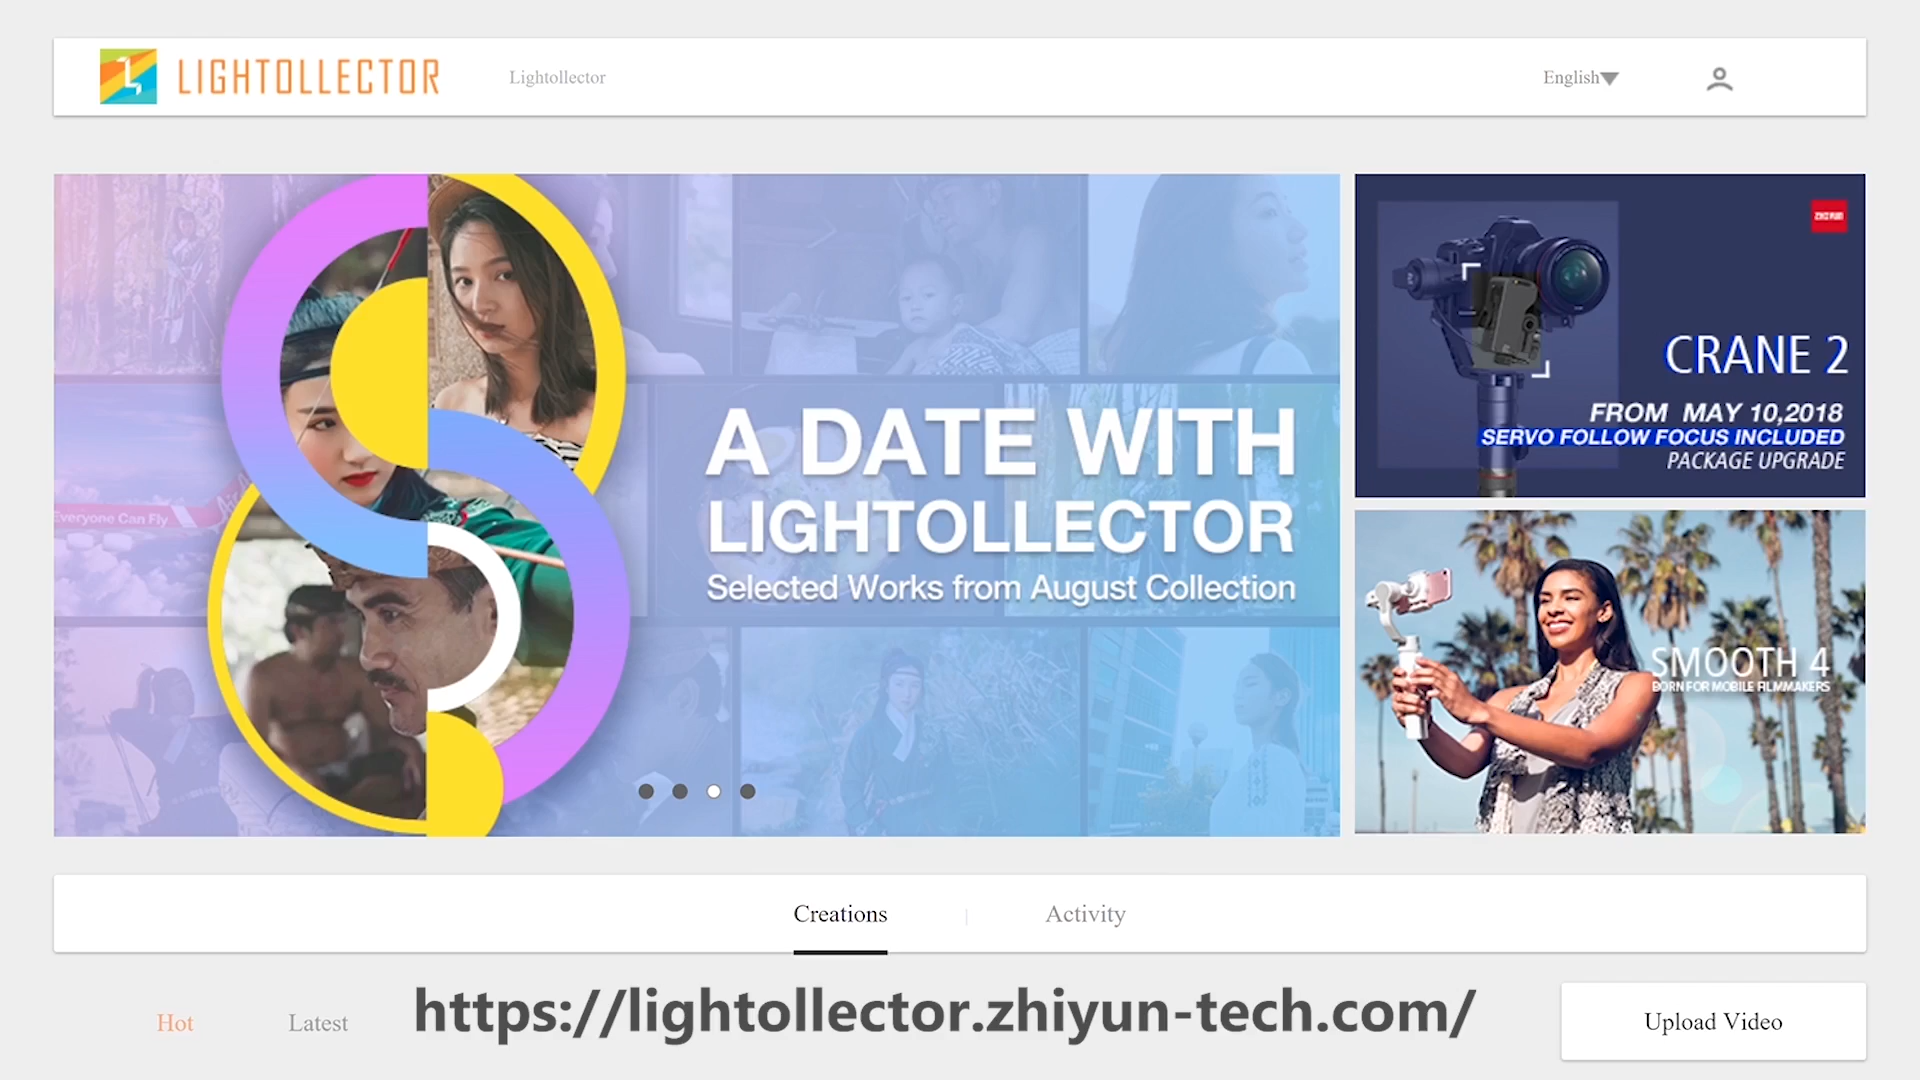 LIGHTOLLECTOR
Lightollector
English
A DATE WITH
LIGHTOLLECTOR
Selected Works from August Collection
Everyone Can Fly
ZHIYUN
CRANE 2
FROM MAY 10,2018
SERVO FOLLOW FOCUS INCLUDED
PACKAGE UPGRADE
SMOOTH 4
BORN FOR MOBILE FILMMAKERS
Creations
Activity
Hot
Latest
https://lightollector.zhiyun-tech.com/
Upload Video